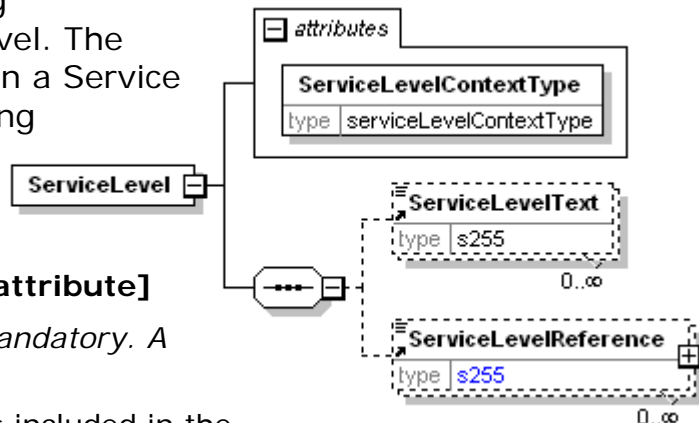 vel. The
n a Service
ng
attributes
ServiceLevelContextType
type serviceLevelContextType
ServiceLevel
ServiceLevelText
type s255
0..∞
attribute]
andatory. A
ServiceLevelReference
type s255
0..∞
included in the